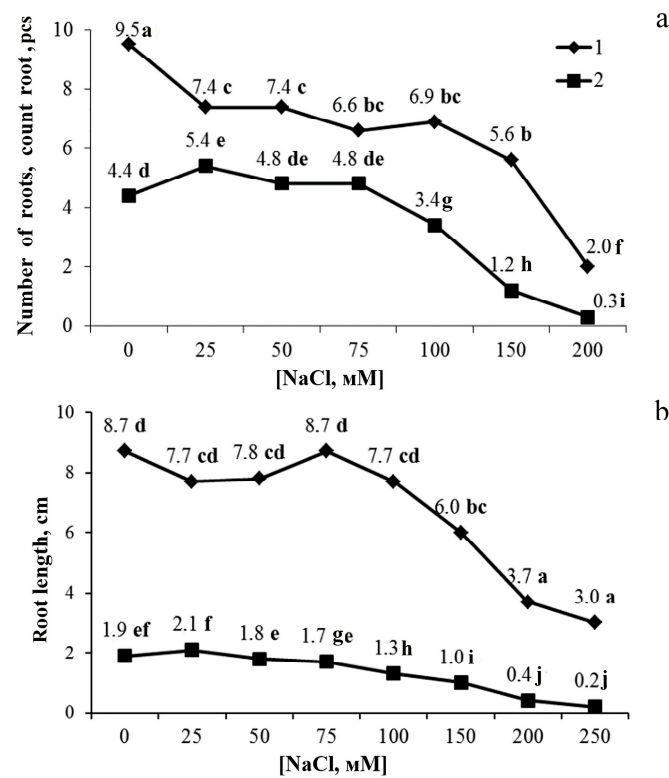 a
10
9.5 a
1
8
7.4 c
7.4 c
2
6.6 bc
6.9 bc
6
5.4 e
5.6 b
4.8 de
4.8 de
4.4 d
4
3.4 g
2
2.0 f
1.2 h
0.3 i
0
Number of roots, count root , pcs
0 25 50 75 100 150 200
[NaCl, мM]
b
10
8.7 d
7.7 cd
7.8 cd
8.7 d
7.7 cd
8
6.0 bc
6
4
3.7 a
3.0 a
2
1.9 ef
2.1 f
1.8 e
1.7 ge
1.3 h
1.0 i
0.4 j
0.2 j
0
Root length, cm
0 25 50 75 100 150 200 250
[NaCl, мM]